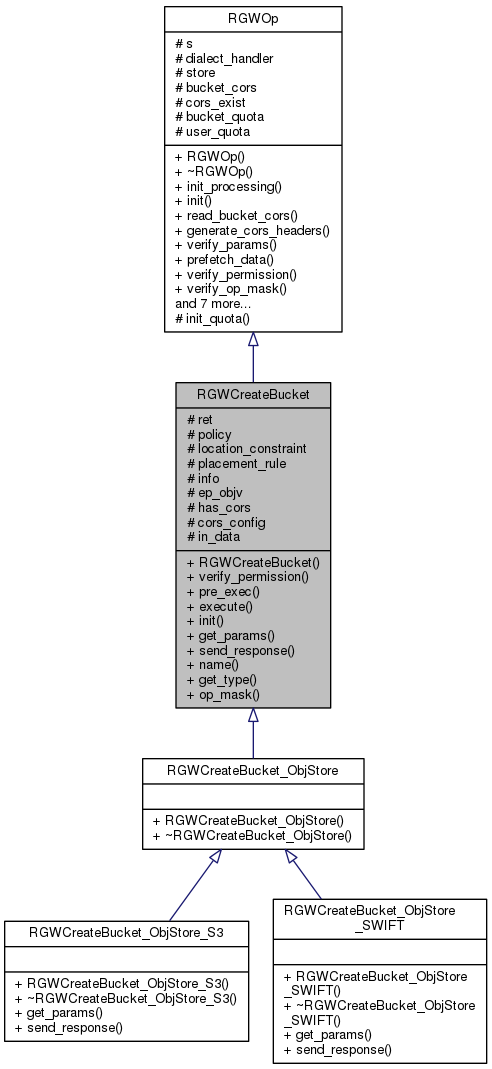 RGWOp
# s
# dialect_handler
# store
# bucket_cors
# cors_exist
# bucket_quota
# user_quota
+ RGWOp()
+ ~RGWOp()
+ init_processing()
+ init()
+ read_bucket_cors()
+ generate_cors_headers()
+ verify_params()
+ prefetch_data()
+ verify_permission()
+ verify_op_mask()
and 7 more...
# init_quota()
RGWCreateBucket
# ret
# policy
# location_constraint
# placement_rule
# info
# ep_objv
# has_cors
# cors_config
# in_data
+ RGWCreateBucket()
+ verify_permission()
+ pre_exec()
+ execute()
+ init()
+ get_params()
+ send_response()
+ name()
+ get_type()
+ op_mask()
RGWCreateBucket_ObjStore
+ RGWCreateBucket_ObjStore()
+ ~RGWCreateBucket_ObjStore()
RGWCreateBucket_ObjStore_S3
+ RGWCreateBucket_ObjStore_S3()
+ ~RGWCreateBucket_ObjStore_S3()
+ get_params()
+ send_response()
RGWCreateBucket_ObjStore
_SWIFT
+ RGWCreateBucket_ObjStore
_SWIFT()
+ ~RGWCreateBucket_ObjStore
_SWIFT()
+ get_params()
+ send_response()